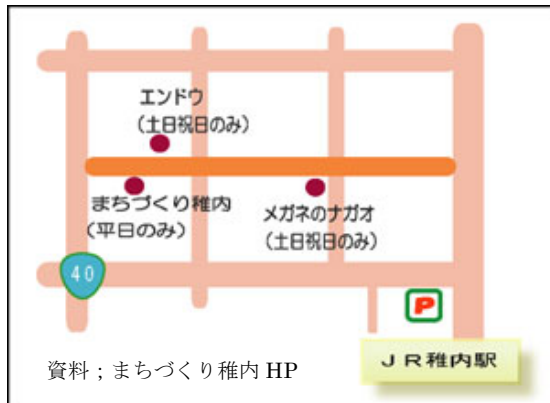 エンドウ
(土日祝日のみ)
まちづくり稚内
(平日のみ)
メガネのナガオ
(土日祝日のみ)
40
P
JR稚内駅
資料;まちづくり稚内 HP